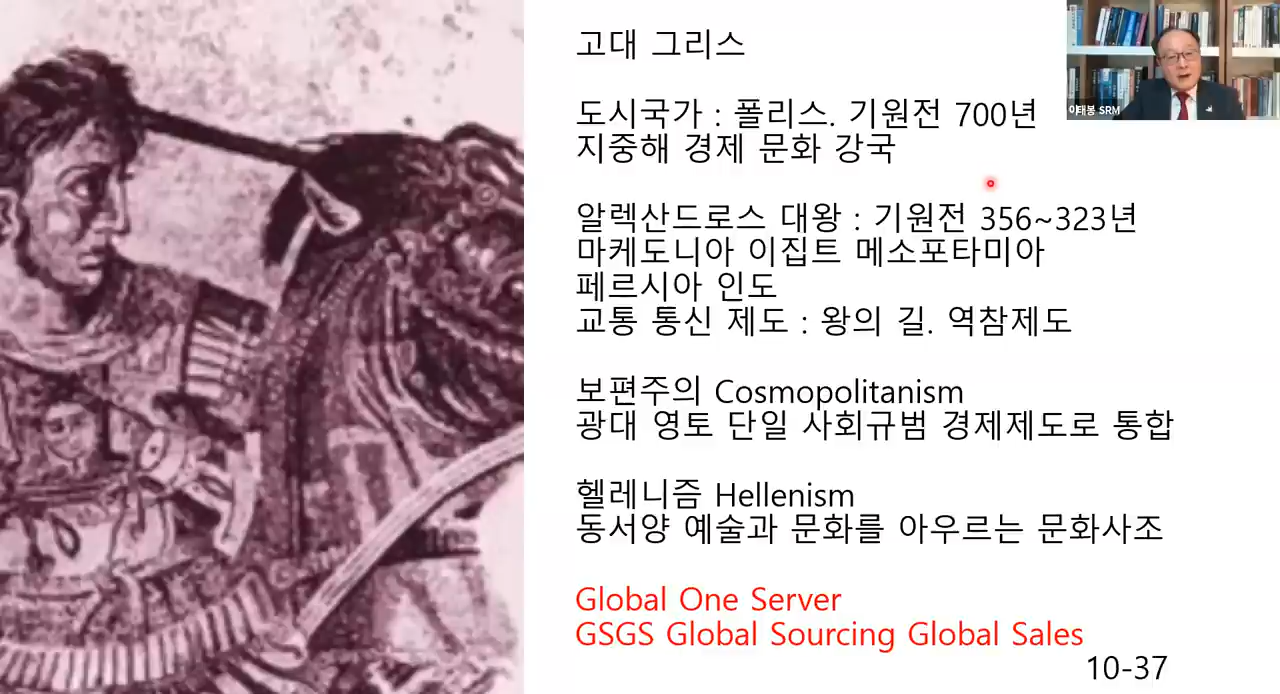 고대 그리스
도시국가 : 폴리스. 기원전 700년
지중해 경제 문화 강국
알렉산드로스 대왕 : 기원전 356~323년
마케도니아 이집트 메소포타미아
페르시아 인도
교통 통신 제도 : 왕의 길. 역참제도
보편주의 Cosmopolitanism
광대 영토 단일 사회규범 경제제도로 통합
헬레니즘 Hellenism
동서양 예술과 문화를 아우르는 문화사조
Global One Server
GSGS Global Sourcing Global Sales
10-37
이태봉 SRM